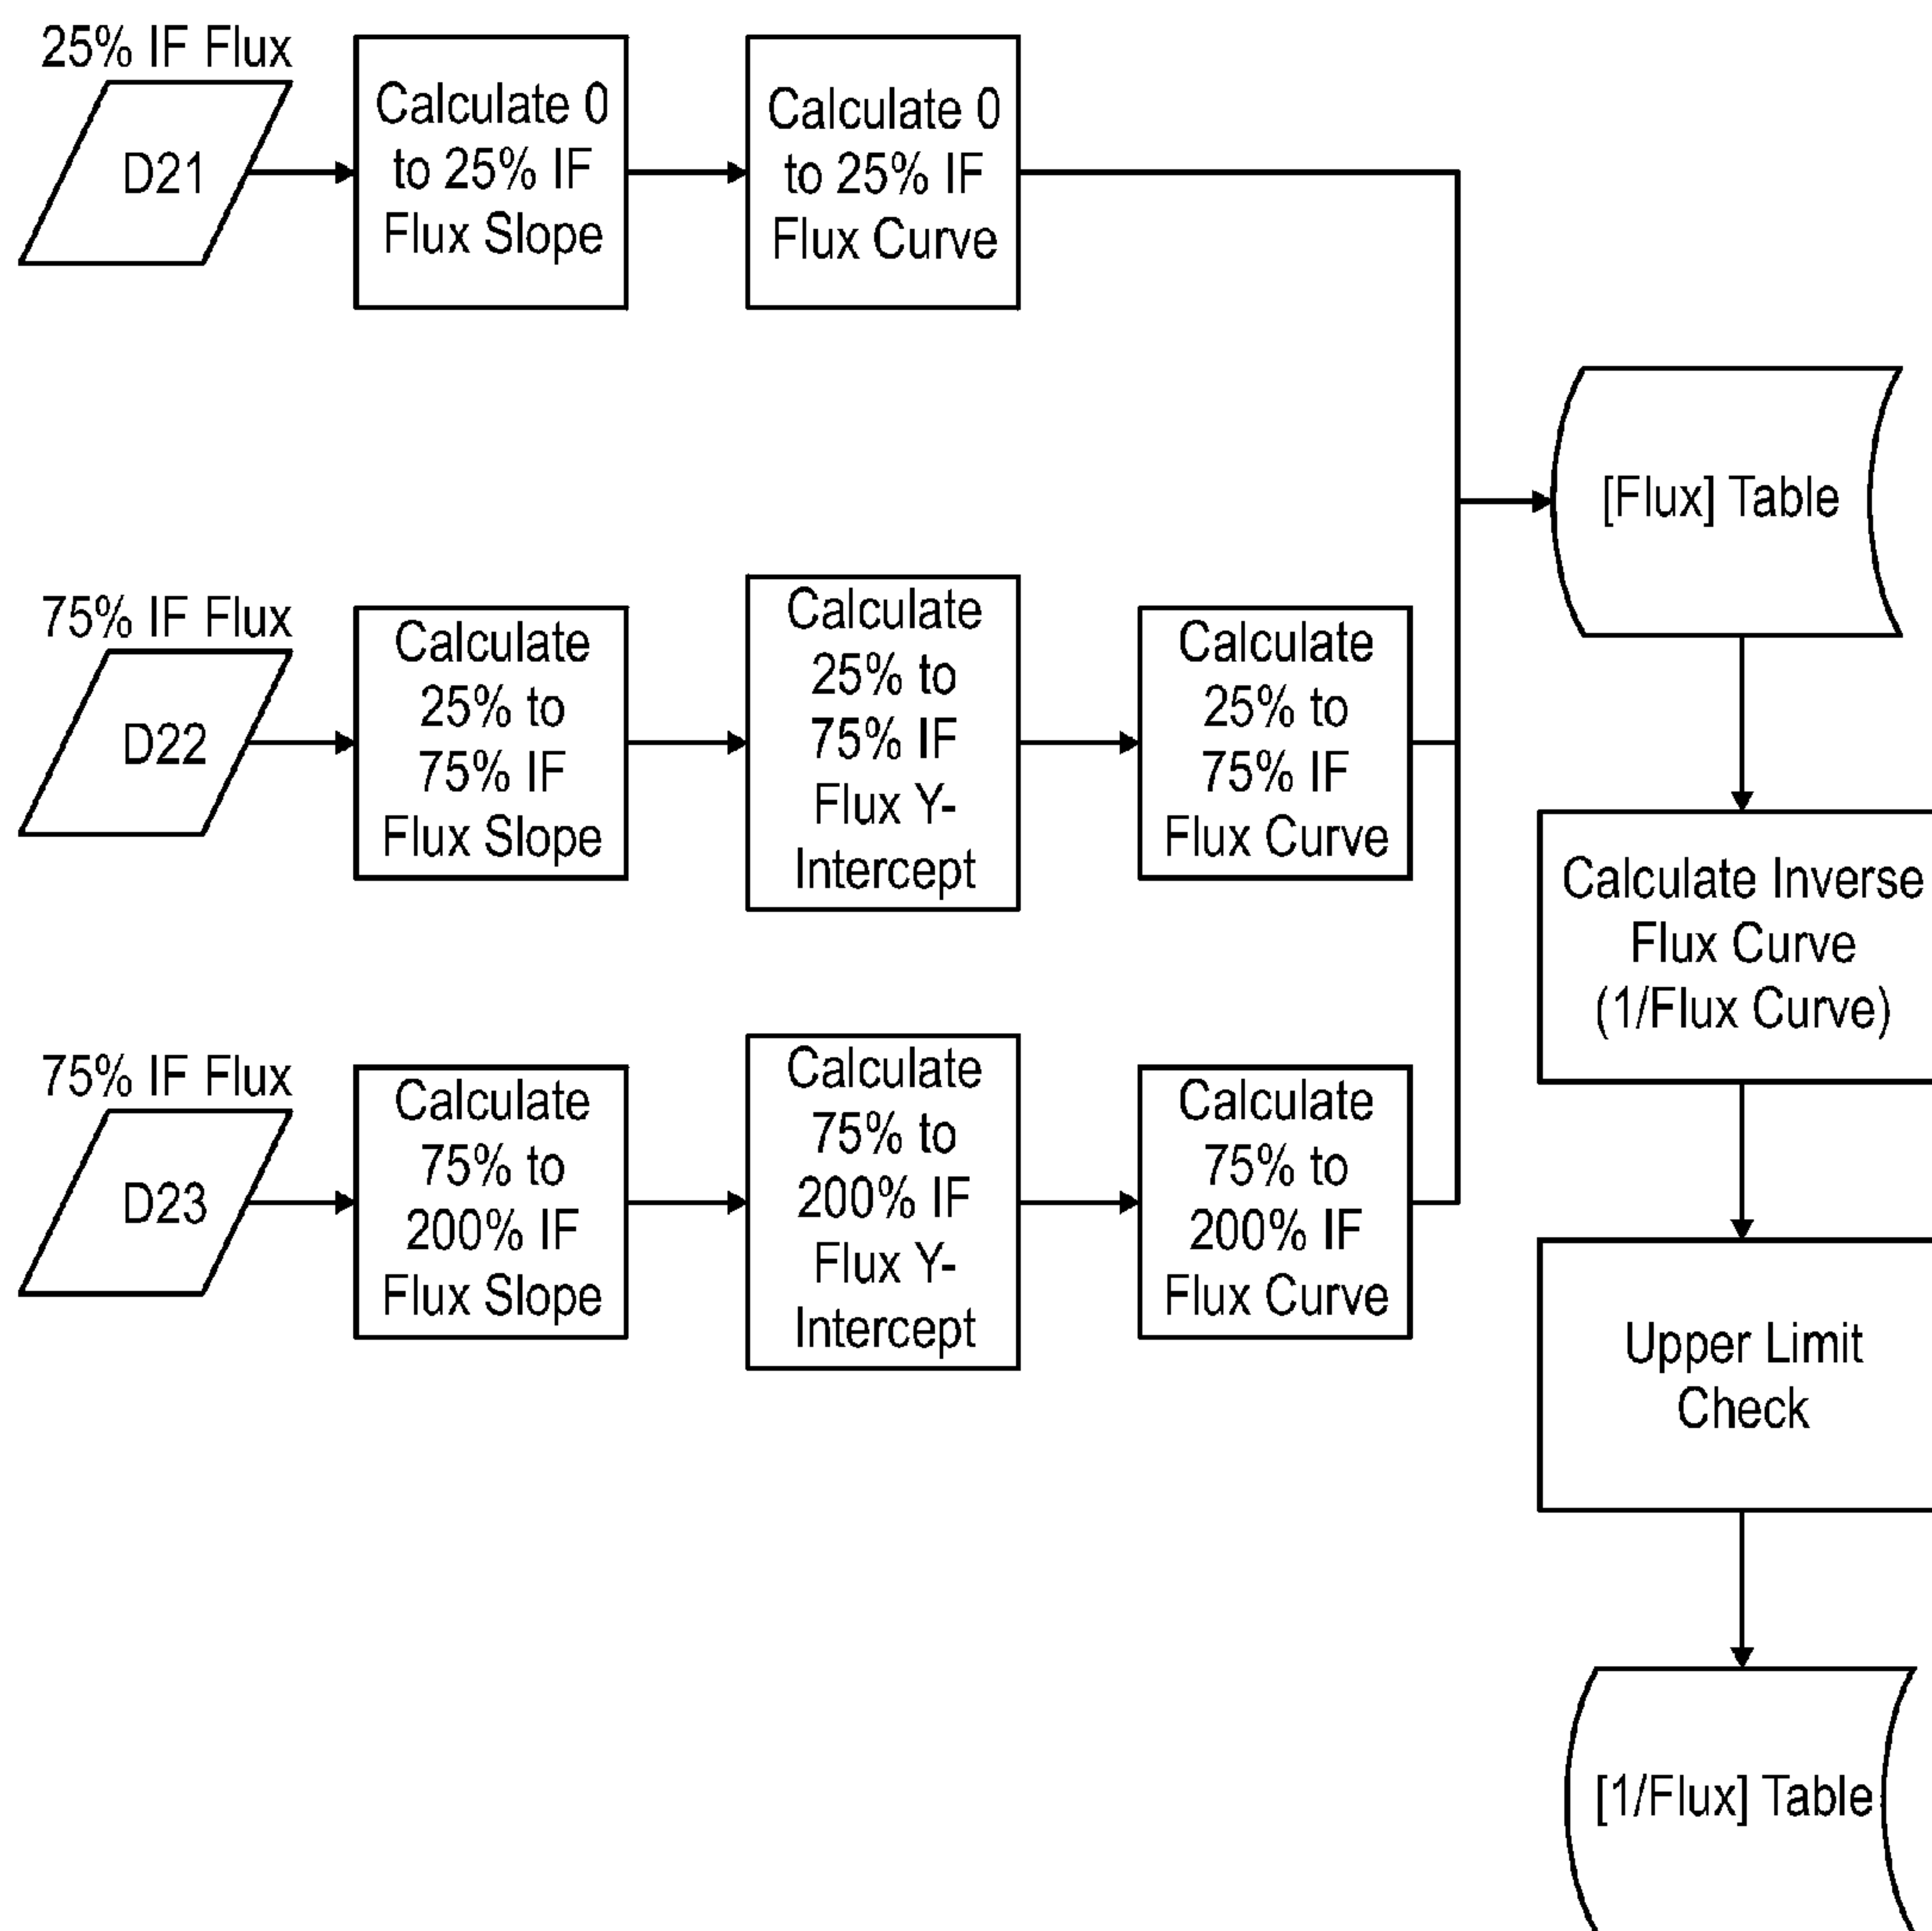 25% IF Flux
D21
Calculate 0
to 25% IF
Flux Slope
Calculate 0
to 25% IF
Flux Curve
[Flux] Table
75% IF Flux
D22
Calculate
25% to
75% IF
Flux Slope
Calculate
25% to
75% IF
Flux Y-
Intercept
Calculate
25% to
75% IF
Flux Curve
Calculate Inverse
Flux Curve
(1/Flux Curve)
75% IF Flux
D23
Calculate
75% to
200% IF
Flux Slope
Calculate
75% to
200% IF
Flux Y-
Intercept
Calculate
75% to
200% IF
Flux Curve
Upper Limit
Check
[1/Flux] Table